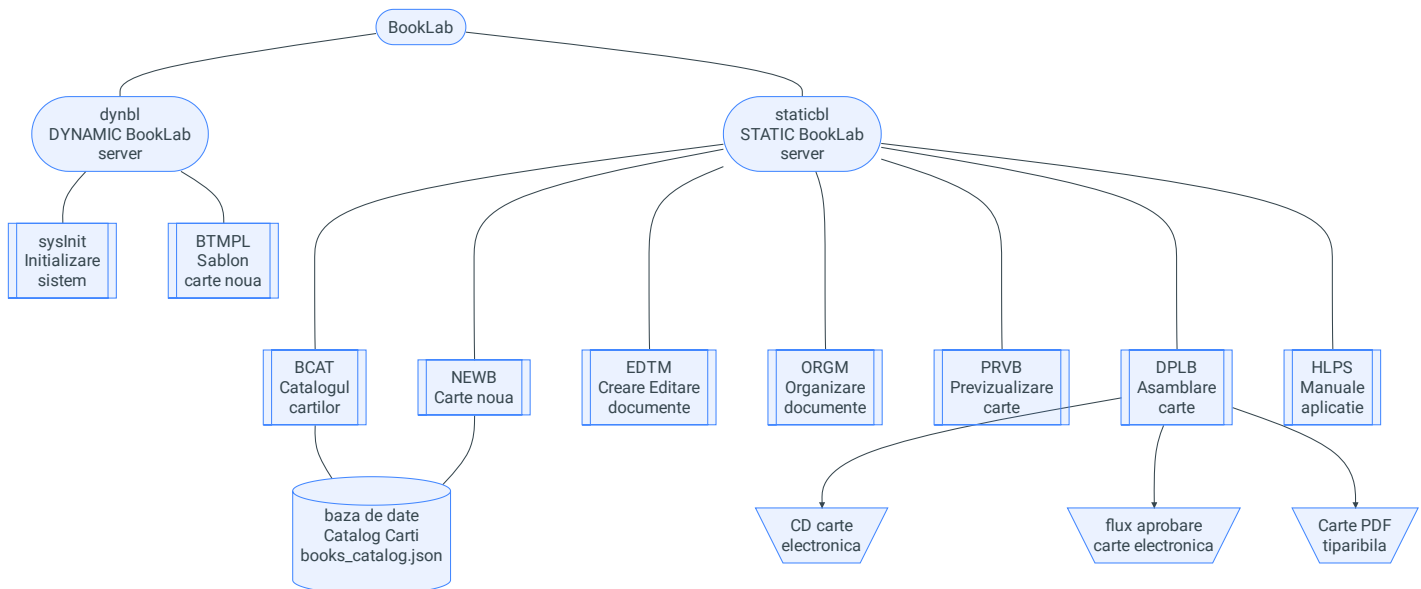 BookLab
dynbl
DYNAMIC BookLab
server
staticbl
STATIC BookLab
server
sysInit
Initializare
sistem
BTMPL
Sablon
carte noua
BCAT
Catalogul
cartilor
NEWB
Carte noua
EDTM
Creare Editare
documente
ORGM
Organizare
documente
PRVB
Previzualizare
carte
DPLB
Asamblare
carte
HLPS
Manuale
aplicatie
baza de date
Catalog Carti
books_catalog.json
CD carte
electronica
flux aprobare
carte electronica
Carte PDF
tiparibila